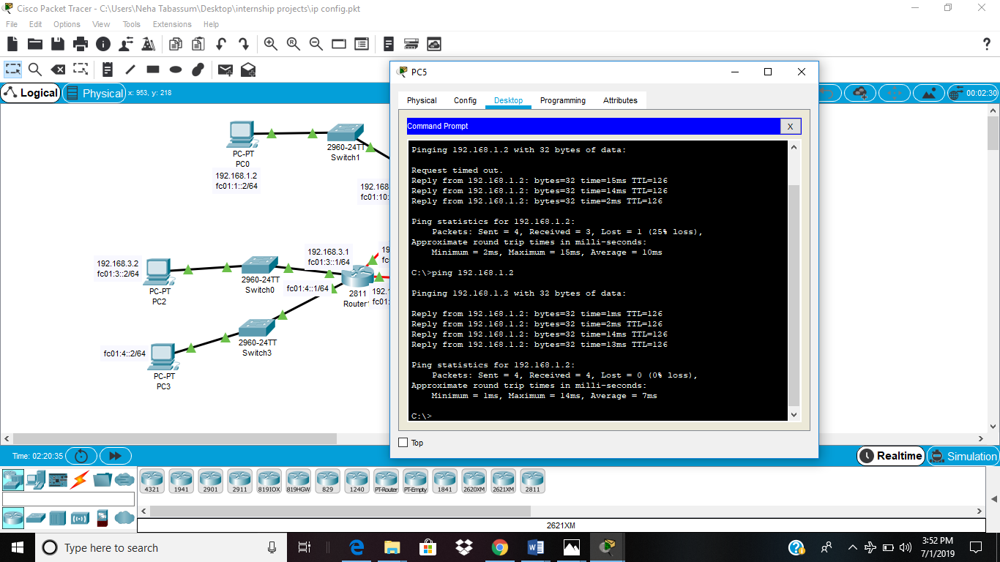 Cisco Packet Tracer - C:\Users\Neha Tabassum\Desktop\internship projects\ip config.pkt
File Edit Options View Tools Extensions Help
Logical Physical x: 953, y: 218
00:02:30
PC-PT
PC0
192.168.1.2
fc01:1::2/64
2960-24TT
Switch1
192.168
fc01:10:
192.168.3.2
fc01:3::2/64
PC-PT
PC2
2960-24TT
Switch0
192.168.3.1
fc01:3::1/64
fc01:4::1/64
2811
Router
192.1
fc01:
fc01:4::2/64
PC-PT
PC3
2960-24TT
Switch3
PC5
Physical Config Desktop Programming Attributes
Command Prompt
X
Pinging 192.168.1.2 with 32 bytes of data:
Request timed out.
Reply from 192.168.1.2: bytes=32 time=15ms TTL=126
Reply from 192.168.1.2: bytes=32 time=14ms TTL=126
Reply from 192.168.1.2: bytes=32 time=2ms TTL=126
Ping statistics for 192.168.1.2:
Packets: Sent = 4, Received = 3, Lost = 1 (25% loss),
Approximate round trip times in milli-seconds:
Minimum = 2ms, Maximum = 15ms, Average = 10ms
C:\>ping 192.168.1.2
Pinging 192.168.1.2 with 32 bytes of data:
Reply from 192.168.1.2: bytes=32 time=1ms TTL=126
Reply from 192.168.1.2: bytes=32 time=2ms TTL=126
Reply from 192.168.1.2: bytes=32 time=14ms TTL=126
Reply from 192.168.1.2: bytes=32 time=13ms TTL=126
Ping statistics for 192.168.1.2:
Packets: Sent = 4, Received = 4, Lost = 0 (0% loss),
Approximate round trip times in milli-seconds:
Minimum = 1ms, Maximum = 14ms, Average = 7ms
C:\>
Top
Time: 02:20:35
Realtime Simulation
4321 1941 2901 2911 819IOX 819HGW 829 1240 PT-Router PT-Empty 1841 2620XM 2621XM 2811
2621XM
Type here to search
3:52 PM
7/1/2019